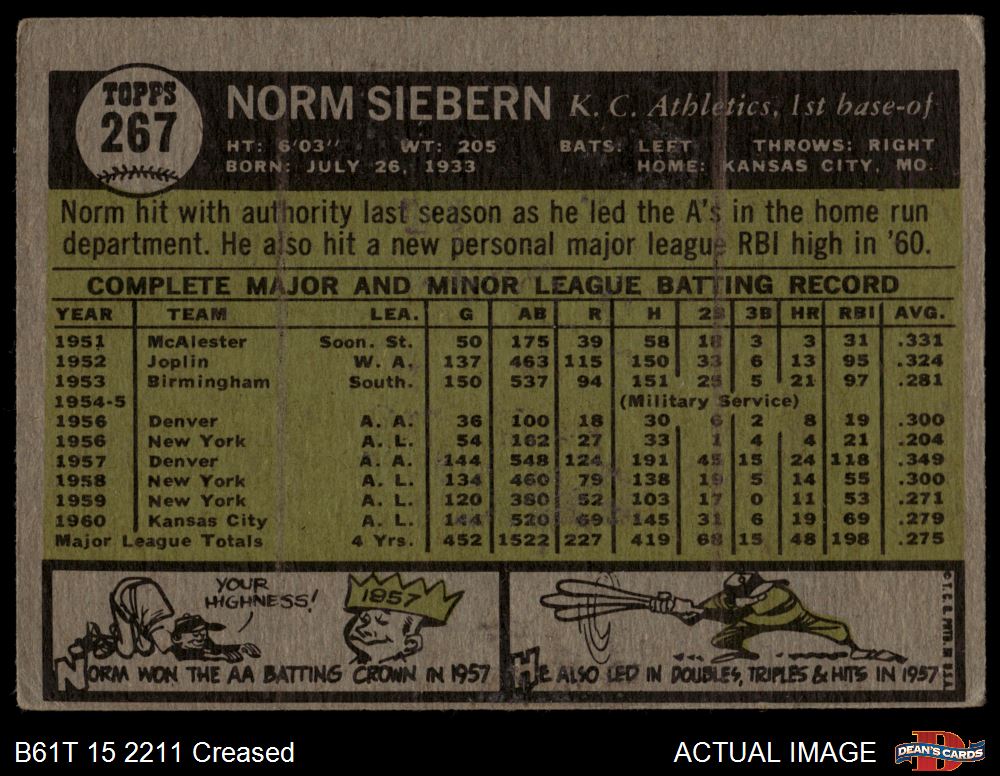 TOPPS
267
NORM SIEBERN K. C. Athletics, 1st base-of
HT: 6'03" WT: 205 BATS: LEFT THROWS: RIGHT
BORN: JULY 26, 1933 HOME: KANSAS CITY, MO.
Norm hit with authority last season as he led the A's in the home run
department. He also hit a new personal major league RBI high in '60.
COMPLETE MAJOR AND MINOR LEAGUE BATTING RECORD
YEAR TEAM LEA. G AB R H 2B 3B HR RBI AVG.
1951 McAlester Soon. St. 50 175 39 58 18 3 3 31 .331
1952 Joplin W. A. 137 463 115 150 33 6 13 95 .324
1953 Birmingham South. 150 537 94 151 25 5 21 97 .281
1954-5 (Military Service)
1956 Denver A. A. 36 100 18 30 6 2 8 19 .300
1956 New York A. L. 54 162 27 33 1 4 4 21 .204
1957 Denver A. A. 144 548 124 191 45 15 24 118 .349
1958 New York A. L. 134 460 79 138 19 5 14 55 .300
1959 New York A. L. 120 380 52 103 17 0 11 53 .271
1960 Kansas City A. L. 144 520 69 145 31 6 19 69 .279
Major League Totals 4 Yrs. 452 1522 227 419 68 15 48 198 .275
YOUR
HIGHNESS!
1957
NORM WON THE AA BATTING CROWN IN 1957
HE ALSO LED IN DOUBLES, TRIPLES & HITS IN 1957
© T. C. G. PRTD. IN U.S.A.
B61T 15 2211 Creased
ACTUAL IMAGE
DEAN'S CARDS